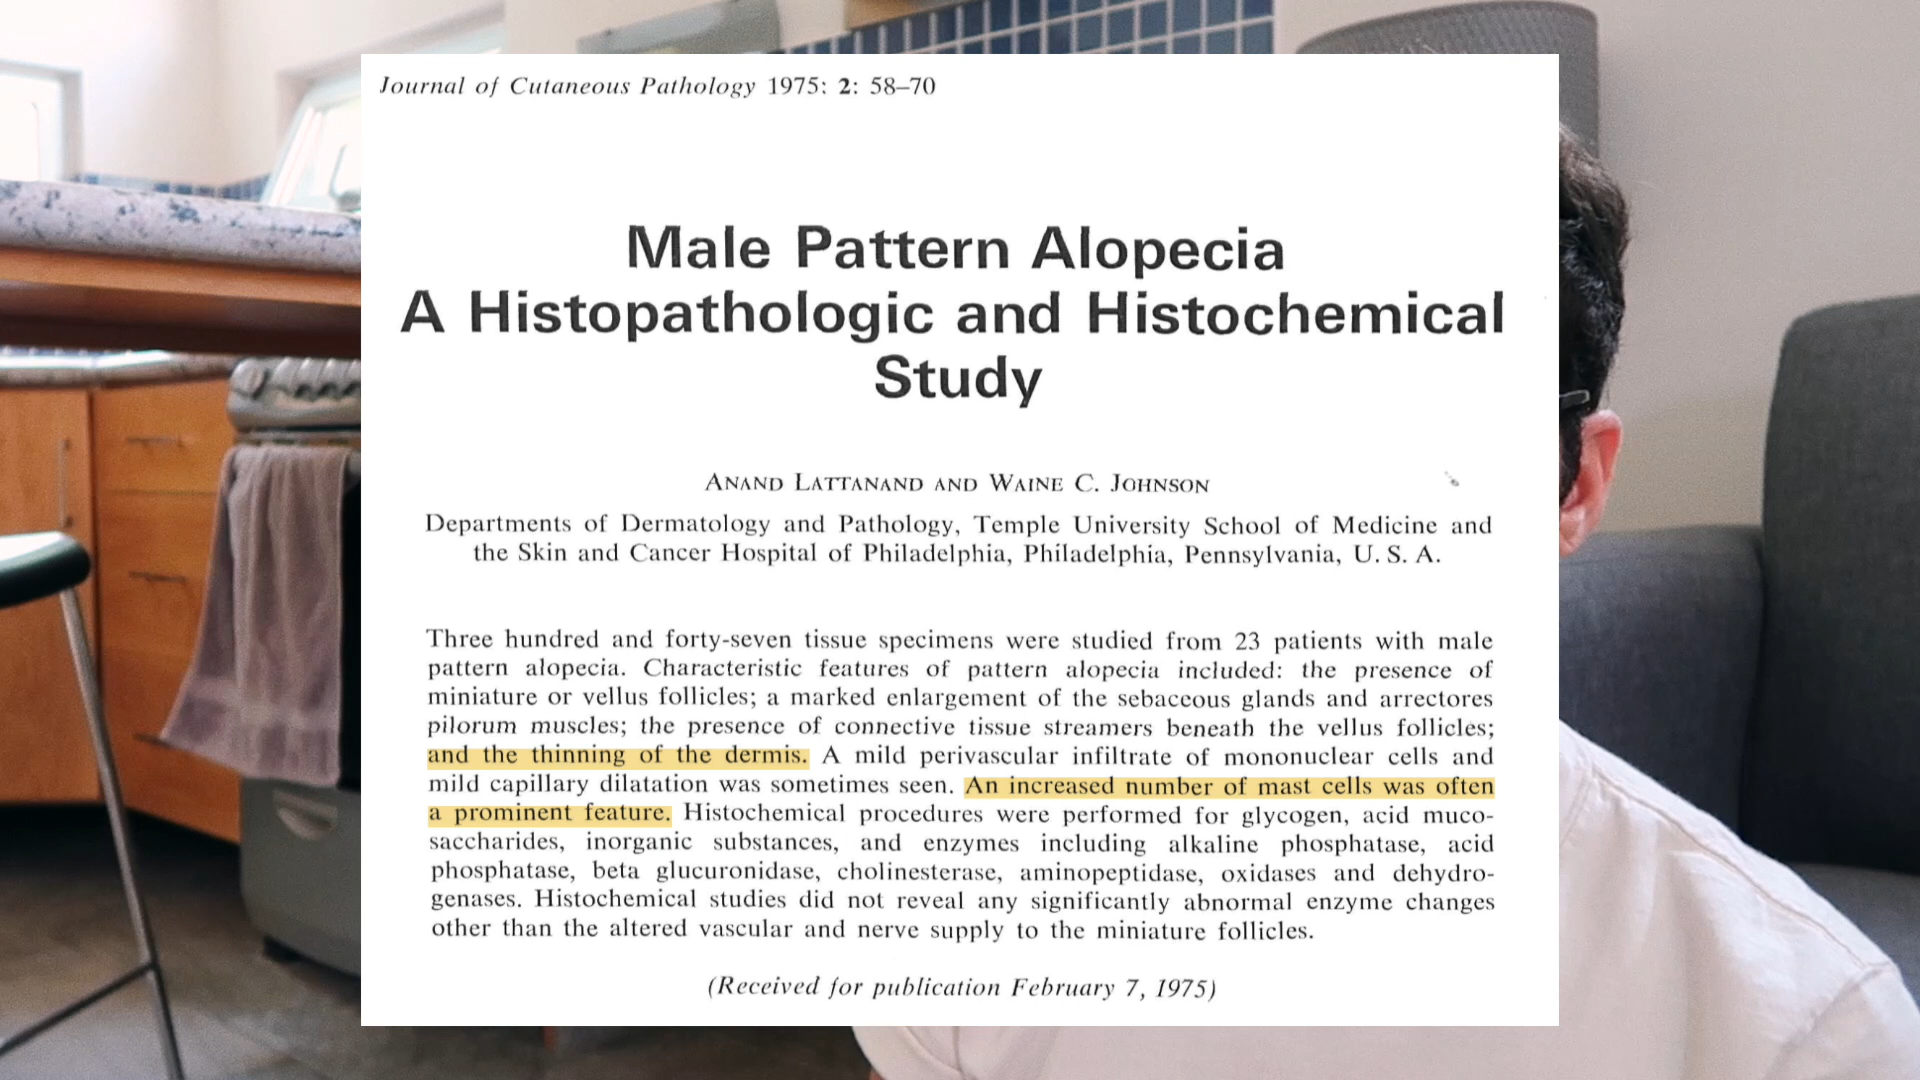 Journal of Cutaneous Pathology 1975: 2: 58–70
Male Pattern Alopecia
A Histopathologic and Histochemical
Study
ANAND LATTANAND AND WAINE C. JOHNSON
Departments of Dermatology and Pathology, Temple University School of Medicine and
the Skin and Cancer Hospital of Philadelphia, Philadelphia, Pennsylvania, U. S. A.
Three hundred and forty-seven tissue specimens were studied from 23 patients with male
pattern alopecia. Characteristic features of pattern alopecia included: the presence of
miniature or vellus follicles; a marked enlargement of the sebaceous glands and arrectores
pilorum muscles; the presence of connective tissue streamers beneath the vellus follicles;
and the thinning of the dermis. A mild perivascular infiltrate of mononuclear cells and
mild capillary dilatation was sometimes seen. An increased number of mast cells was often
a prominent feature. Histochemical procedures were performed for glycogen, acid muco-
saccharides, inorganic substances, and enzymes including alkaline phosphatase, acid
phosphatase, beta glucuronidase, cholinesterase, aminopeptidase, oxidases and dehydro-
genases. Histochemical studies did not reveal any significantly abnormal enzyme changes
other than the altered vascular and nerve supply to the miniature follicles.
(Received for publication February 7, 1975)